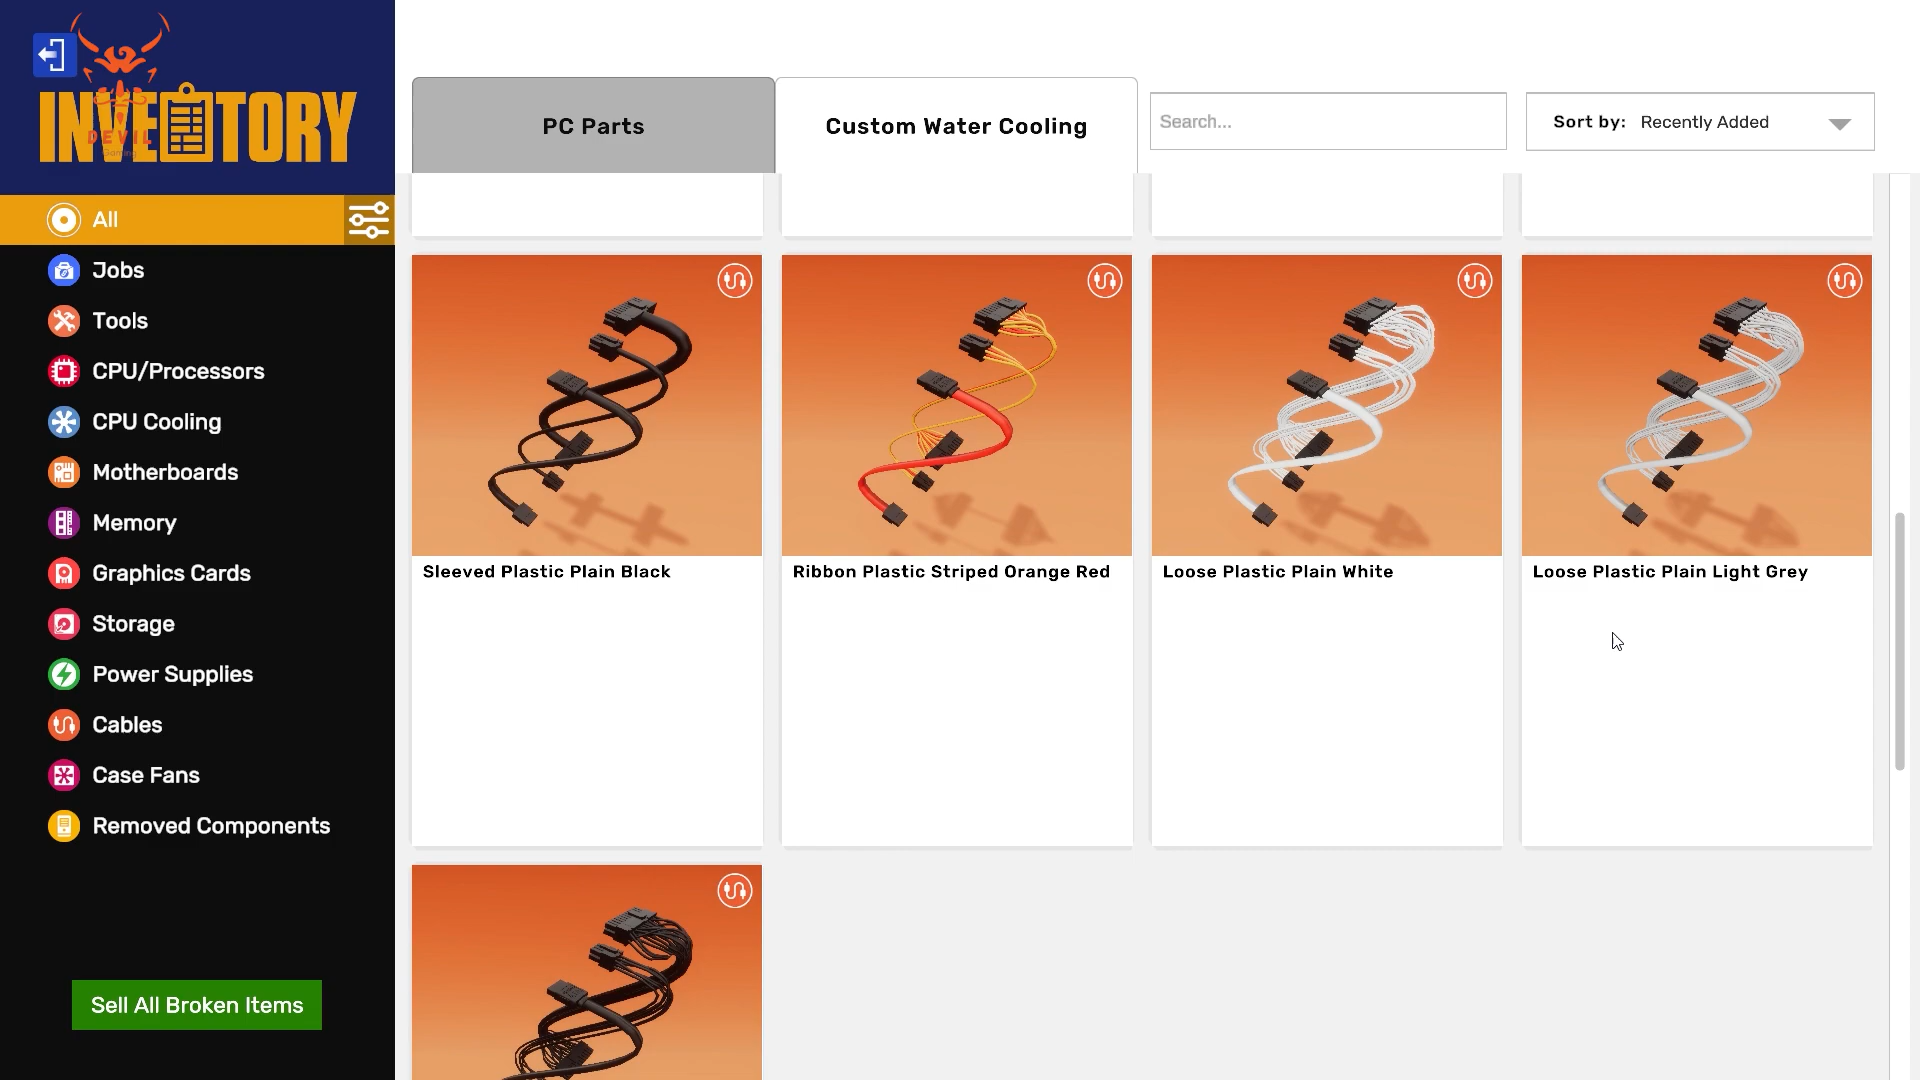 INVENTORY
DEVIL
Gaming
PC Parts
Custom Water Cooling
Search...
Sort by: Recently Added
All
Jobs
Tools
CPU/Processors
CPU Cooling
Motherboards
Memory
Graphics Cards
Storage
Power Supplies
Cables
Case Fans
Removed Components
Sell All Broken Items
Sleeved Plastic Plain Black
Ribbon Plastic Striped Orange Red
Loose Plastic Plain White
Loose Plastic Plain Light Grey